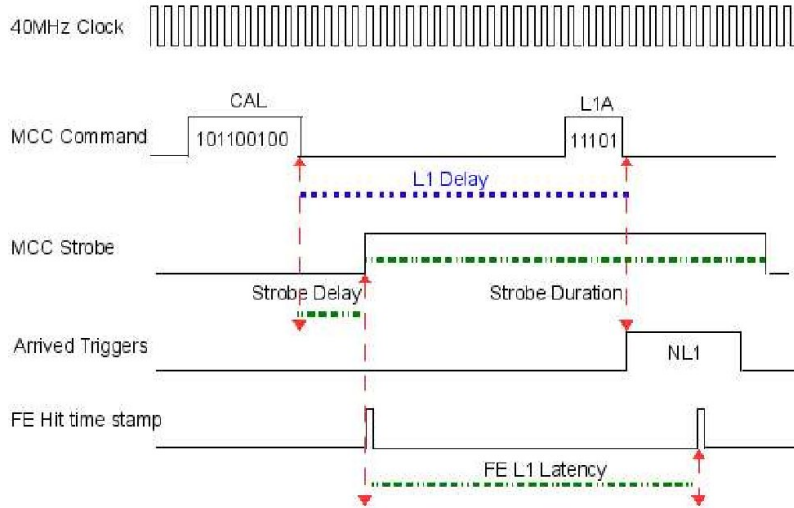 40MHz Clock
CAL
L1A
MCC Command
101100100
11101
L1 Delay
MCC Strobe
Strobe Delay
Strobe Duration
Arrived Triggers
NL1
FE Hit time stamp
FE L1 Latency